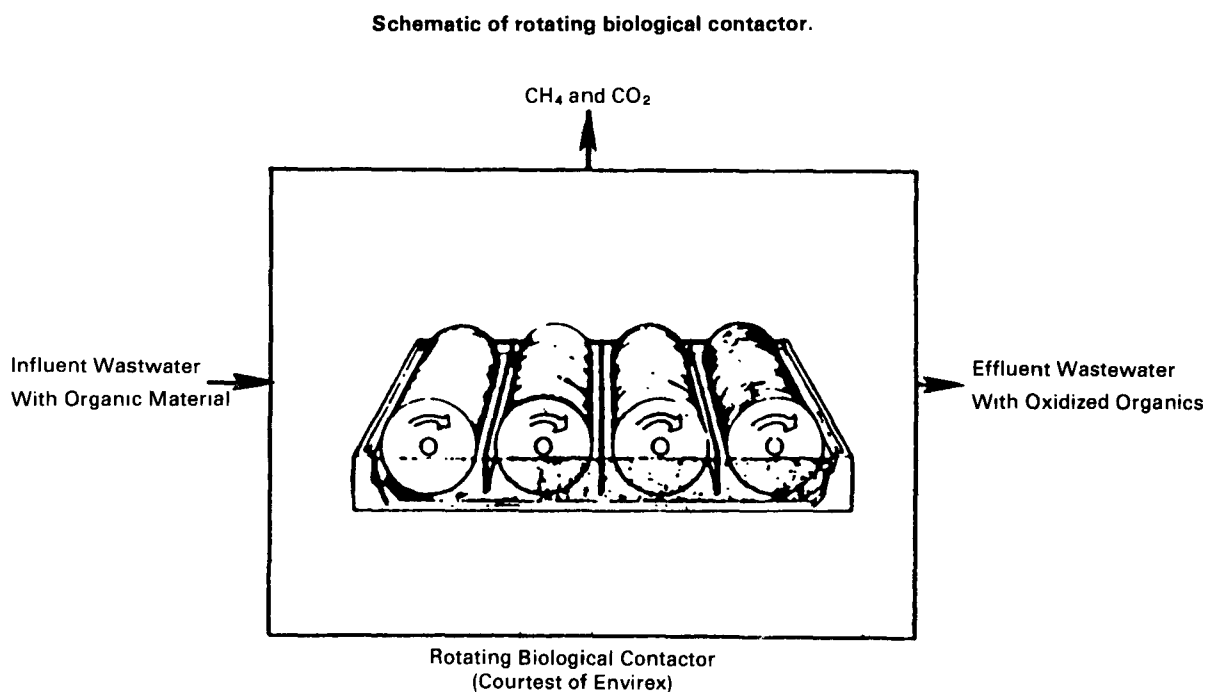 Schematic of rotating biological contactor.
CH₄ and CO₂
Influent Wastwater
With Organic Material
Effluent Wastewater
With Oxidized Organics
Rotating Biological Contactor
(Courtest of Envirex)